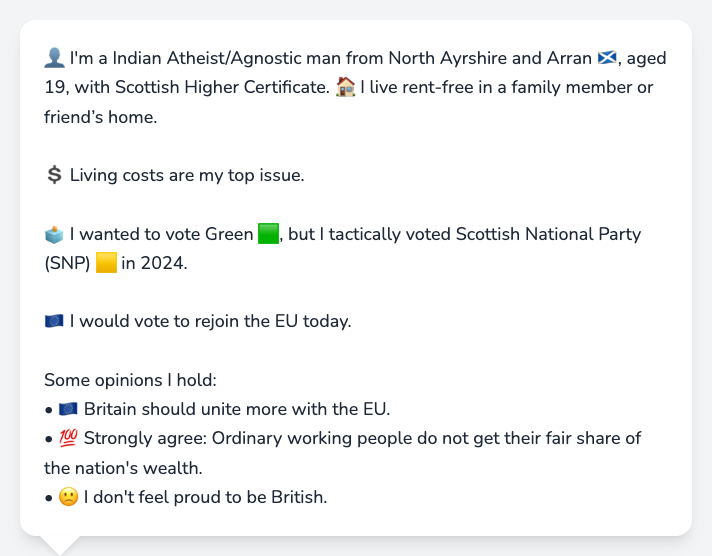 👤 I'm a Indian Atheist/Agnostic man from North Ayrshire and Arran 🏴󠁧󠁢󠁳󠁣󠁴󠁿, aged
19, with Scottish Higher Certificate. 🏠 I live rent-free in a family member or
friend’s home.
💲 Living costs are my top issue.
🗳️ I wanted to vote Green 🟩, but I tactically voted Scottish National Party
(SNP) 🟨 in 2024.
🇪🇺 I would vote to rejoin the EU today.
Some opinions I hold:
• 🇪🇺 Britain should unite more with the EU.
• 💯 Strongly agree: Ordinary working people do not get their fair share of
the nation's wealth.
• 🙁 I don't feel proud to be British.